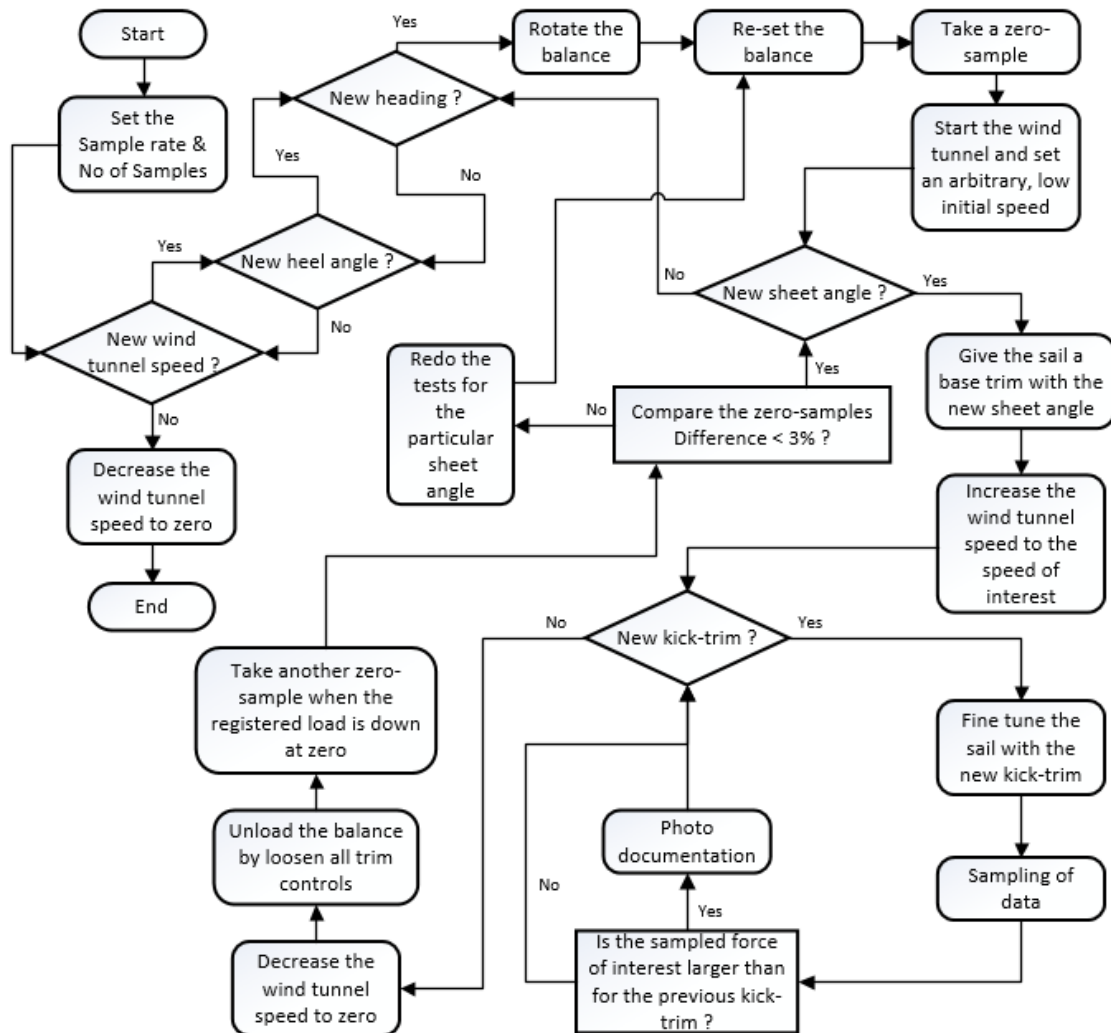 Start
Set the
Sample rate &
No of Samples
New wind
tunnel speed ?
Yes
No
Decrease the
wind tunnel
speed to zero
End
New heel angle ?
Yes
No
New heading ?
Yes
No
Rotate the
balance
Re-set the
balance
Take a zero-
sample
Start the wind
tunnel and set
an arbitrary, low
initial speed
New sheet angle ?
No
Yes
Give the sail a
base trim with the
new sheet angle
Increase the
wind tunnel
speed to the
speed of
interest
New kick-trim ?
No
Yes
Fine tune the
sail with the
new kick-trim
Sampling of
data
Is the sampled force
of interest larger than
for the previous kick-
trim ?
No
Yes
Photo
documentation
Decrease the
wind tunnel
speed to zero
Unload the balance
by loosen all trim
controls
Take another zero-
sample when the
registered load is down
at zero
Compare the zero-samples
Difference < 3% ?
Yes
No
Redo the
tests for
the
particular
sheet
angle